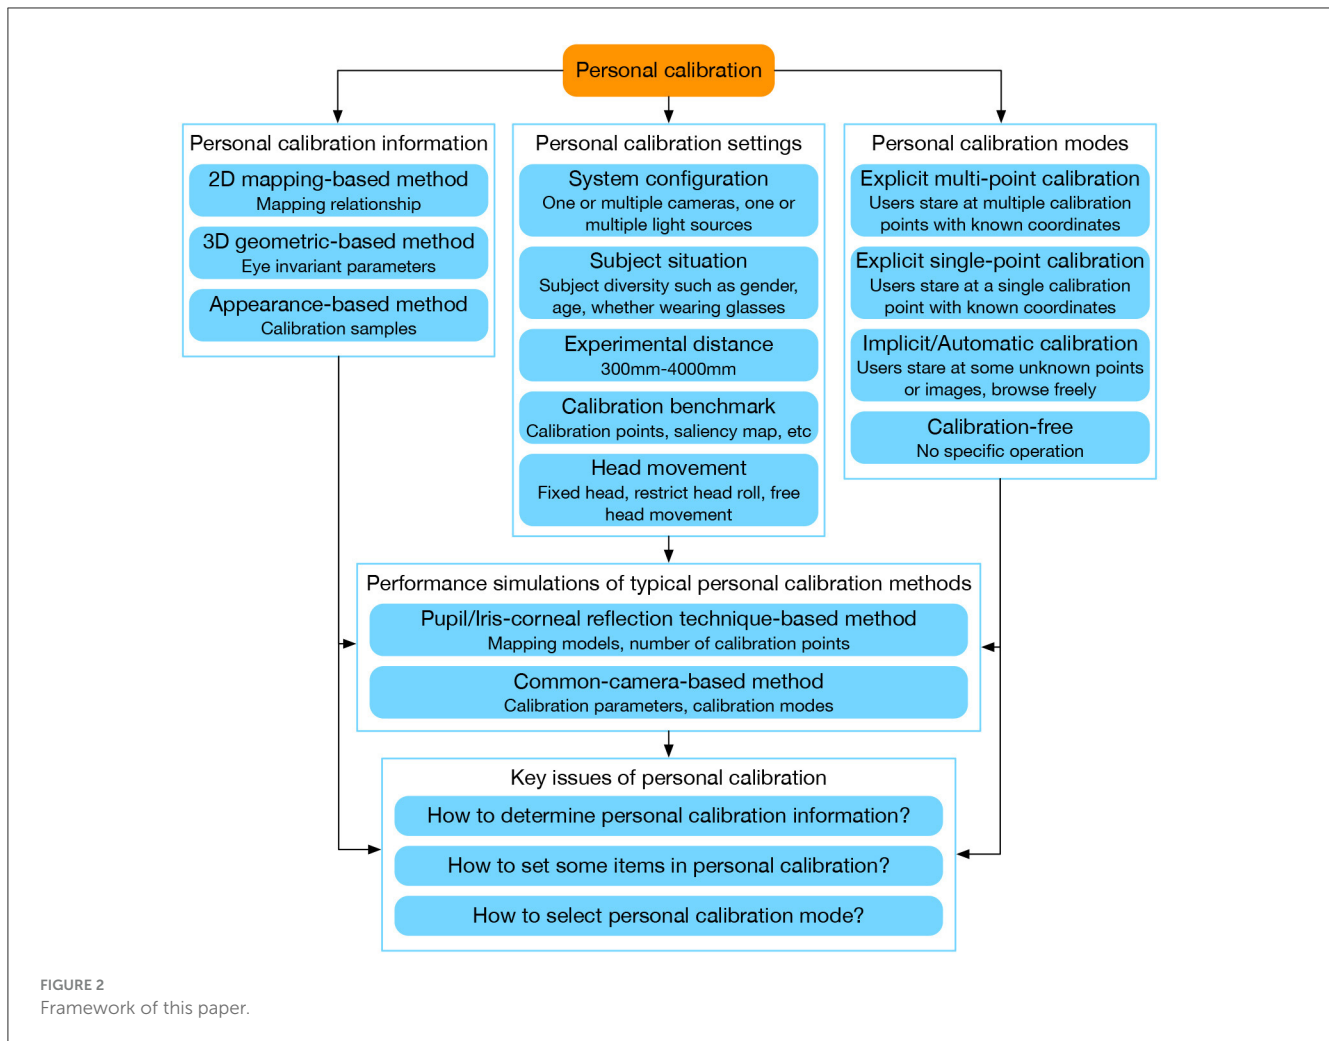 Personal calibration
Personal calibration information
2D mapping-based method
Mapping relationship
3D geometric-based method
Eye invariant parameters
Appearance-based method
Calibration samples
Personal calibration settings
System configuration
One or multiple cameras, one or
multiple light sources
Subject situation
Subject diversity such as gender,
age, whether wearing glasses
Experimental distance
300mm-4000mm
Calibration benchmark
Calibration points, saliency map, etc
Head movement
Fixed head, restrict head roll, free
head movement
Personal calibration modes
Explicit multi-point calibration
Users stare at multiple calibration
points with known coordinates
Explicit single-point calibration
Users stare at a single calibration
point with known coordinates
Implicit/Automatic calibration
Users stare at some unknown points
or images, browse freely
Calibration-free
No specific operation
Performance simulations of typical personal calibration methods
Pupil/Iris-corneal reflection technique-based method
Mapping models, number of calibration points
Common-camera-based method
Calibration parameters, calibration modes
Key issues of personal calibration
How to determine personal calibration information?
How to set some items in personal calibration?
How to select personal calibration mode?
FIGURE 2
Framework of this paper.